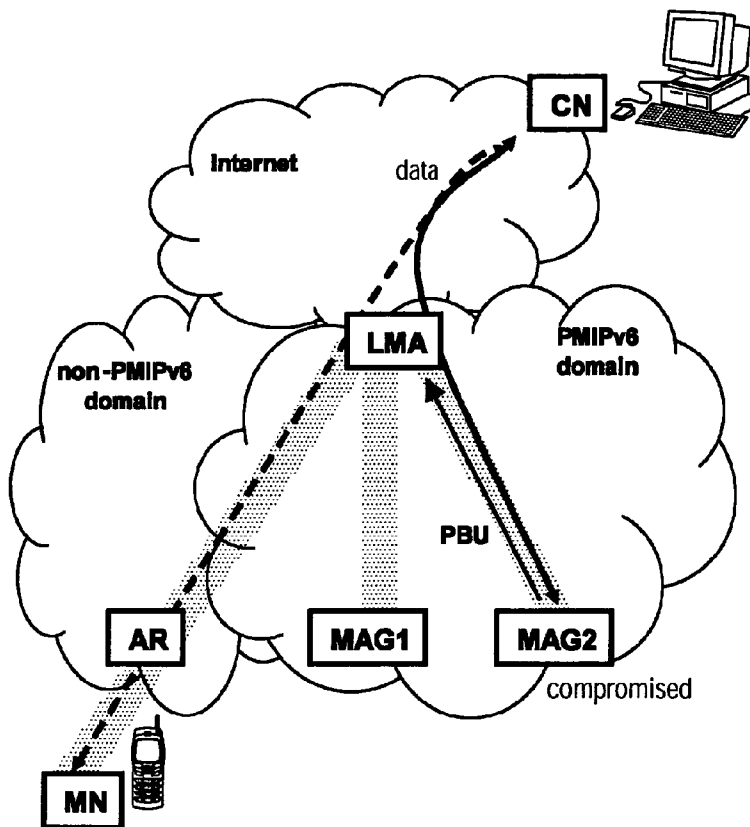 CN
Internet
data
LMA
PMIPv6
domain
non-PMIPv6
domain
PBU
AR
MAG1
MAG2
compromised
MN